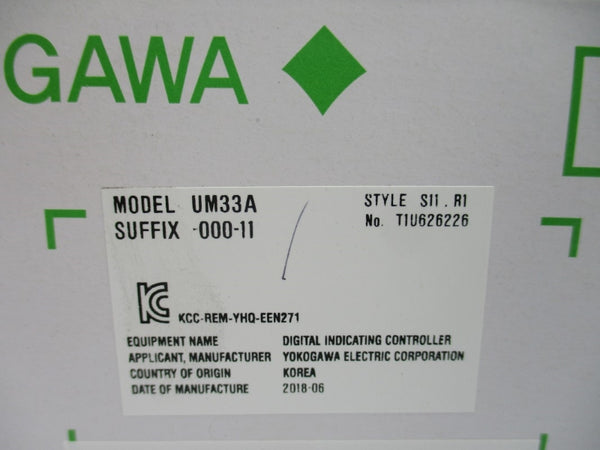 GAWA
MODEL UM33A
STYLE S11 . R1
SUFFIX -000-11
No. T1U626226
KCC-REM-YHQ-EEN271
EQUIPMENT NAME DIGITAL INDICATING CONTROLLER
APPLICANT, MANUFACTURER YOKOGAWA ELECTRIC CORPORATION
COUNTRY OF ORIGIN KOREA
DATE OF MANUFACTURE 2018-06